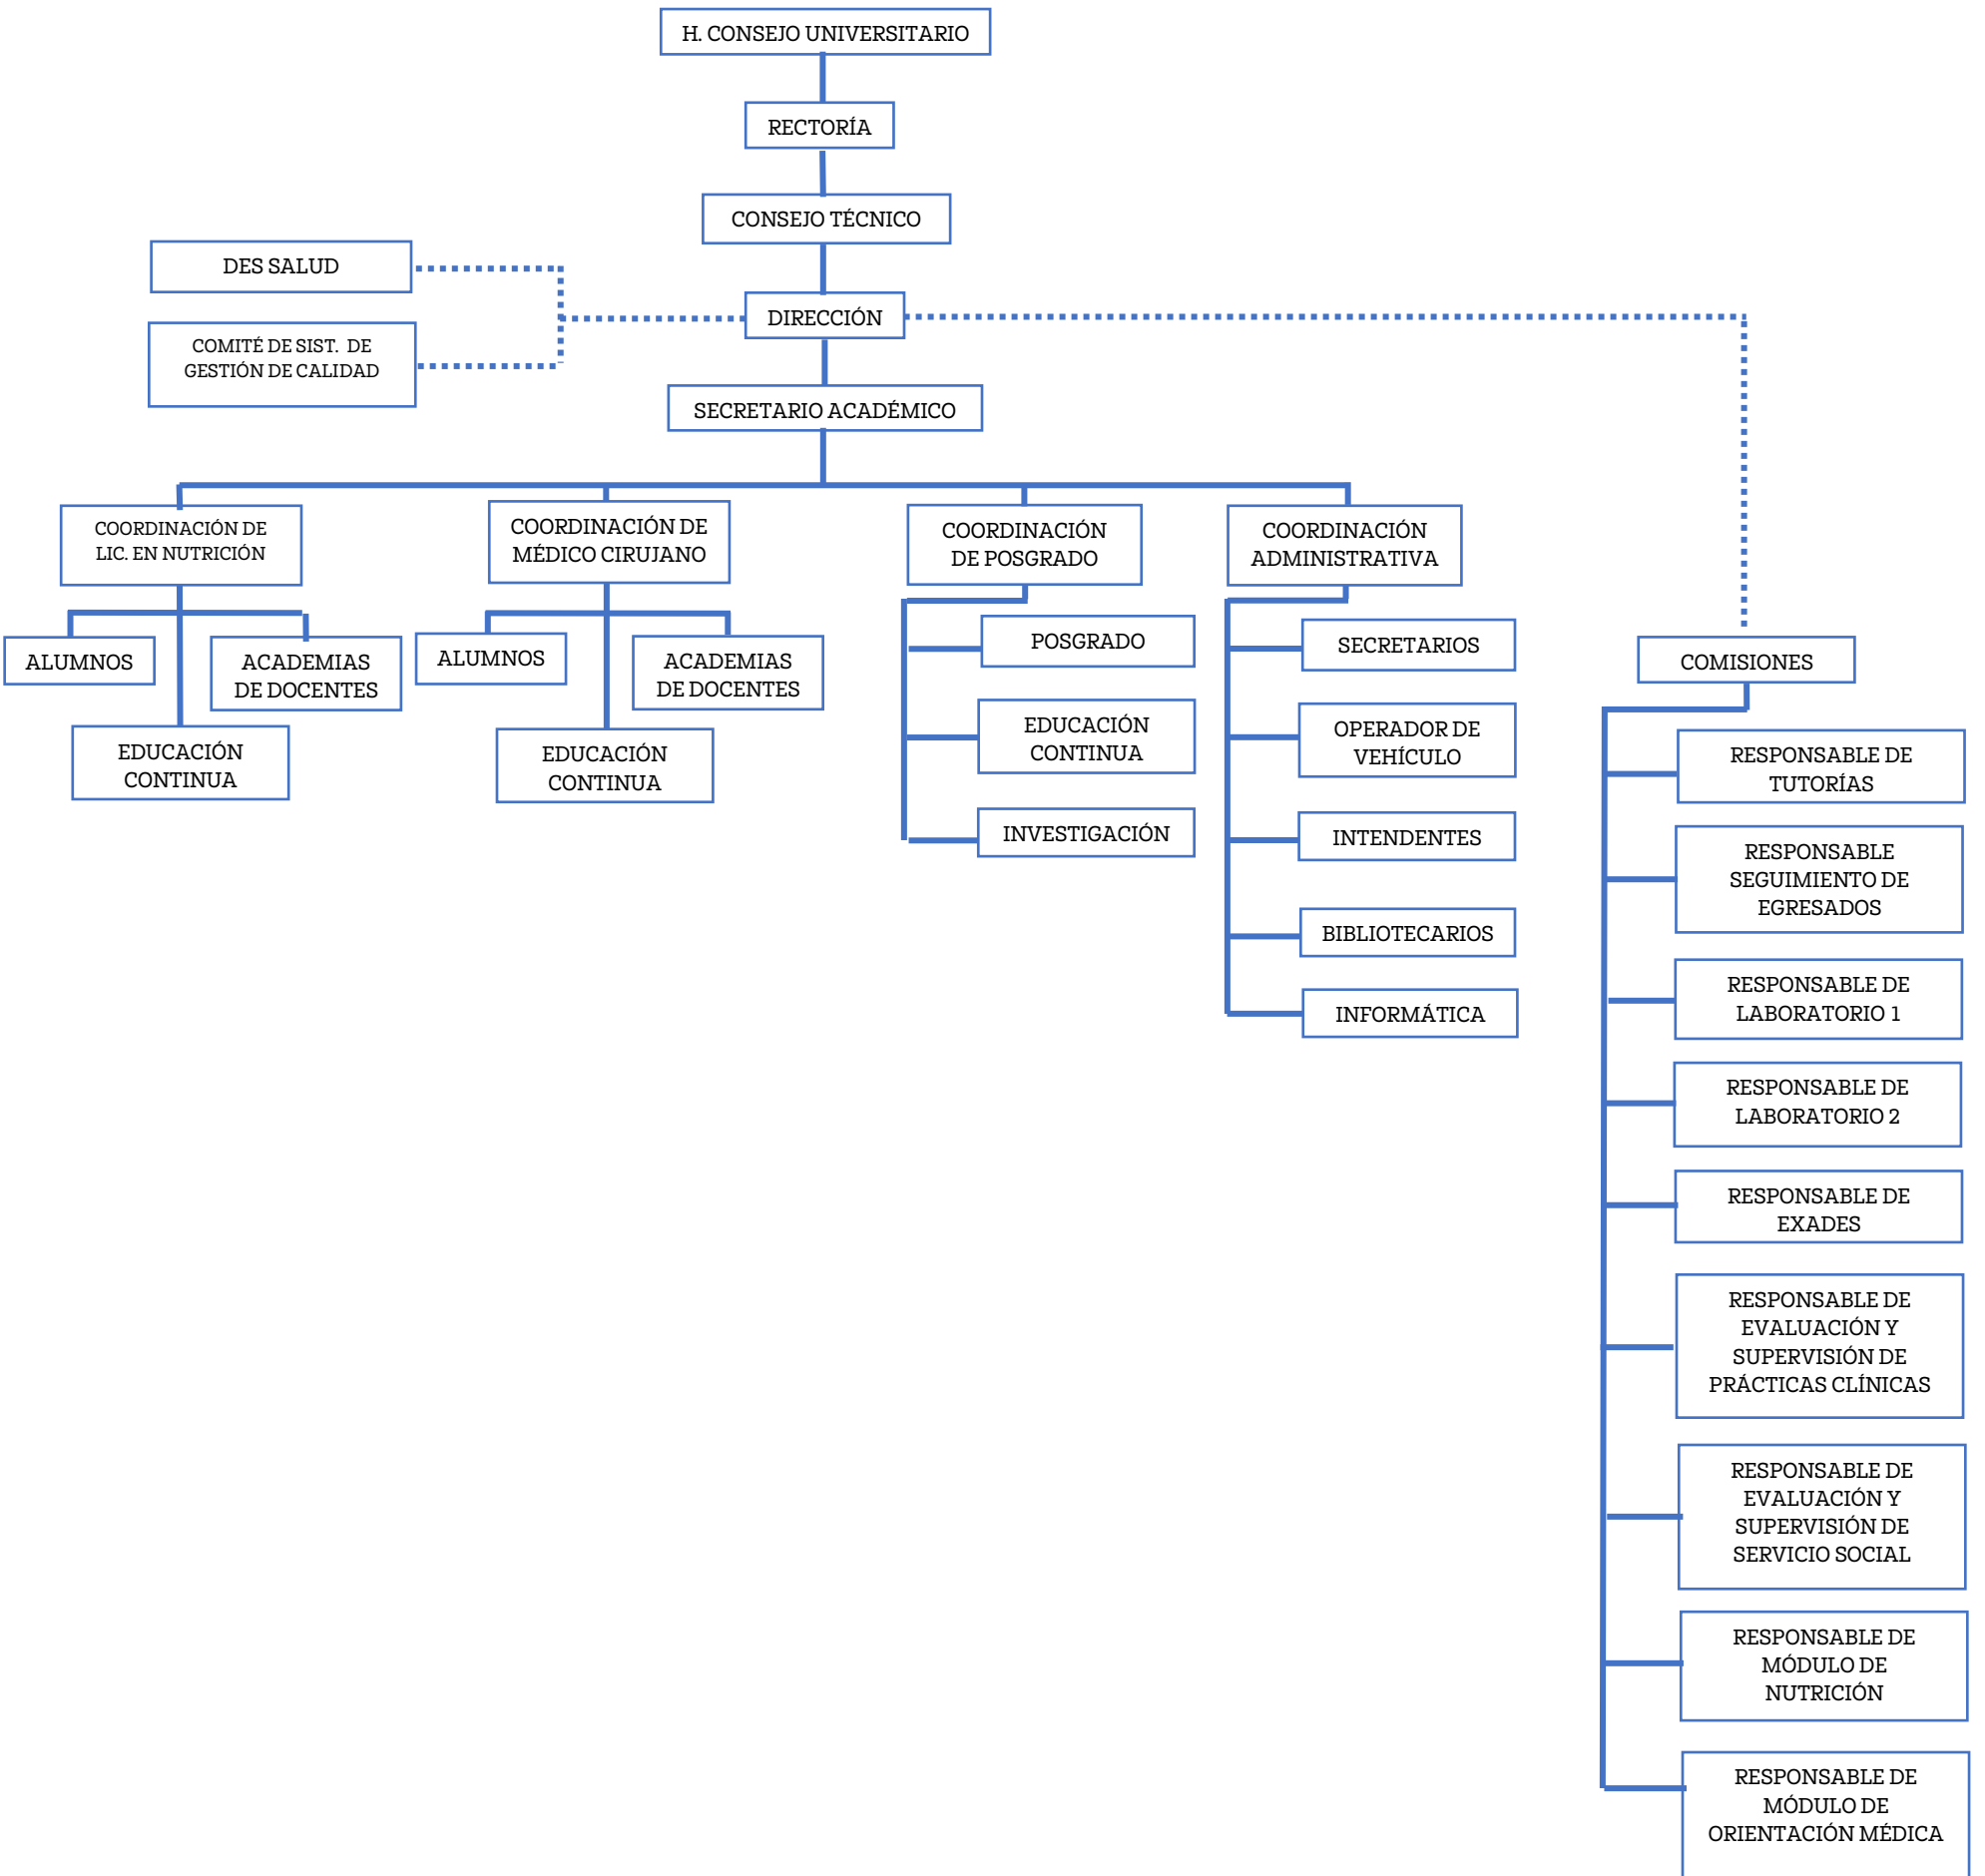 H. CONSEJO UNIVERSITARIO
RECTORÍA
CONSEJO TÉCNICO
DES SALUD
DIRECCIÓN
COMITÉ DE SIST. DE
GESTIÓN DE CALIDAD
SECRETARIO ACADÉMICO
COORDINACIÓN DE
LIC. EN NUTRICIÓN
ALUMNOS
ACADEMIAS
DE DOCENTES
EDUCACIÓN
CONTINUA
COORDINACIÓN DE
MÉDICO CIRUJANO
ALUMNOS
ACADEMIAS
DE DOCENTES
EDUCACIÓN
CONTINUA
COORDINACIÓN
DE POSGRADO
POSGRADO
EDUCACIÓN
CONTINUA
INVESTIGACIÓN
COORDINACIÓN
ADMINISTRATIVA
SECRETARIOS
OPERADOR DE
VEHÍCULO
INTENDENTES
BIBLIOTECARIOS
INFORMÁTICA
COMISIONES
RESPONSABLE DE
TUTORÍAS
RESPONSABLE
SEGUIMIENTO DE
EGRESADOS
RESPONSABLE DE
LABORATORIO 1
RESPONSABLE DE
LABORATORIO 2
RESPONSABLE DE
EXADES
RESPONSABLE DE
EVALUACIÓN Y
SUPERVISIÓN DE
PRÁCTICAS CLÍNICAS
RESPONSABLE DE
EVALUACIÓN Y
SUPERVISIÓN DE
SERVICIO SOCIAL
RESPONSABLE DE
MÓDULO DE
NUTRICIÓN
RESPONSABLE DE
MÓDULO DE
ORIENTACIÓN MÉDICA